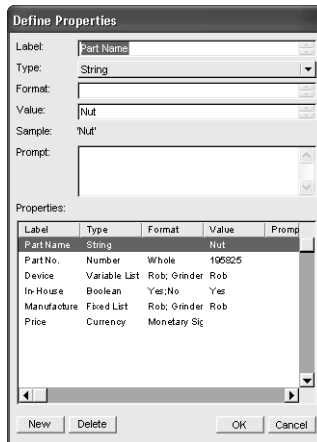 Define Properties
Label: Part Name
Type: String
Format:
Value: Nut
Sample: 'Nut'
Prompt:
Properties:
Label Type Format Value Promp
Part Name String Nut
Part No. Number Whole 195825
Device Variable List Rob; Grinder Rob
In-House Boolean Yes;No Yes
Manufacture Fixed List Rob; Grinder Rob
Price Currency Monetary Sig
New Delete OK Cancel